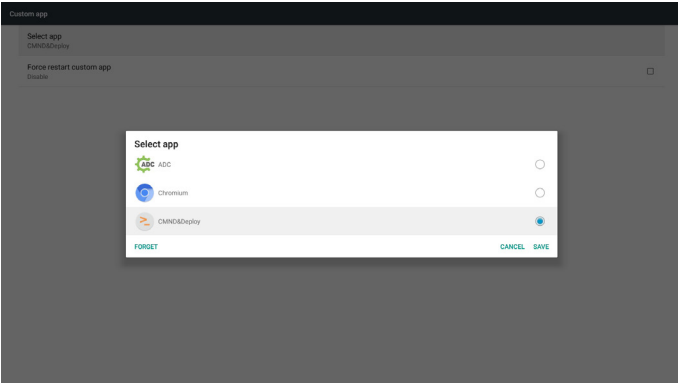 Custom app
Select app
CMND&Deploy
Force restart custom app
Disable
Select app
ADC ADC
Chromium
CMND&Deploy
FORGET CANCEL SAVE